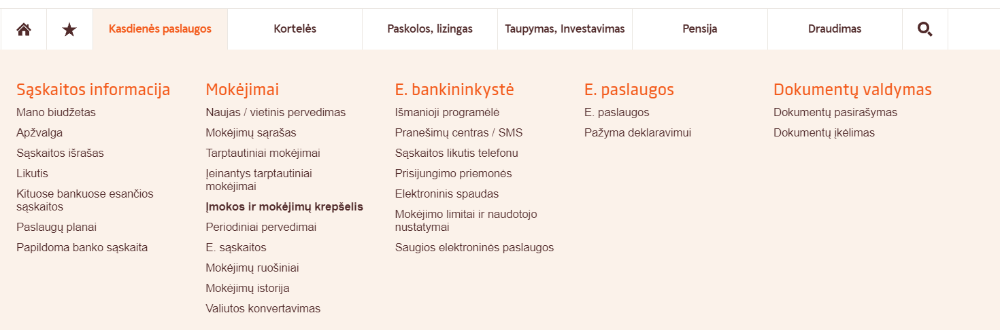 Kasdienės paslaugos
Kortelės
Paskolos, lizingas
Taupymas, Investavimas
Pensija
Draudimas
Sąskaitos informacija
Mano biudžetas
Apžvalga
Sąskaitos išrašas
Likutis
Kituose bankuose esančios
sąskaitos
Paslaugų planai
Papildoma banko sąskaita
Mokėjimai
Naujas / vietinis pervedimas
Mokėjimų sąrašas
Tarptautiniai mokėjimai
Įeinantys tarptautiniai
mokėjimai
Įmokos ir mokėjimų krepšelis
Periodiniai pervedimai
E. sąskaitos
Mokėjimų ruošiniai
Mokėjimų istorija
Valiutos konvertavimas
E. bankininkystė
Išmanioji programėlė
Pranešimų centras / SMS
Sąskaitos likutis telefonu
Prisijungimo priemonės
Elektroninis spaudas
Mokėjimo limitai ir naudotojo
nustatymai
Saugios elektroninės paslaugos
E. paslaugos
E. paslaugos
Pažyma deklaravimui
Dokumentų valdymas
Dokumentų pasirašymas
Dokumentų įkėlimas